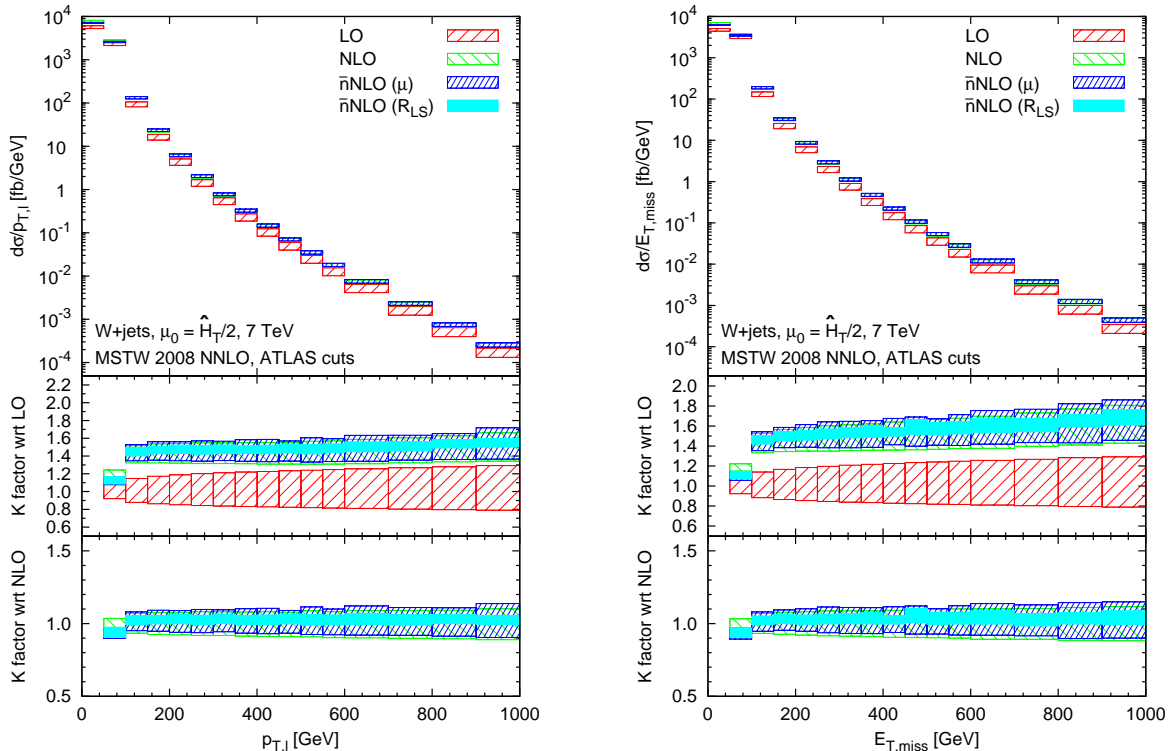 10^4
10^3
10^2
10
1
10^-1
10^-2
10^-3
10^-4
dσ/p_T,l [fb/GeV]
LO
NLO
n̄NLO (μ)
n̄NLO (R_LS)
W+jets, μ_0 = Ĥ_T/2, 7 TeV
MSTW 2008 NNLO, ATLAS cuts
2.2
2.0
1.8
1.6
1.4
1.2
1.0
0.8
0.6
K factor wrt LO
1.5
1.0
0.5
K factor wrt NLO
0 200 400 600 800 1000
p_T,l [GeV]
10^4
10^3
10^2
10
1
10^-1
10^-2
10^-3
10^-4
dσ/E_T,miss [fb/GeV]
LO
NLO
n̄NLO (μ)
n̄NLO (R_LS)
W+jets, μ_0 = Ĥ_T/2, 7 TeV
MSTW 2008 NNLO, ATLAS cuts
2.0
1.8
1.6
1.4
1.2
1.0
0.8
0.6
K factor wrt LO
1.5
1.0
0.5
K factor wrt NLO
0 200 400 600 800 1000
E_T,miss [GeV]